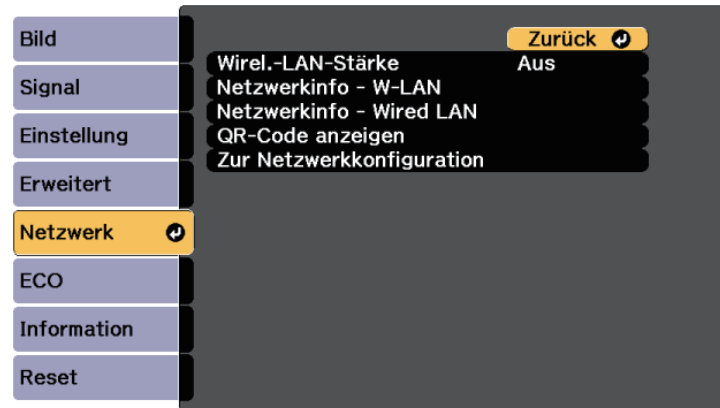 Bild
Signal
Einstellung
Erweitert
Netzwerk
ECO
Information
Reset
Zurück
Wirel.-LAN-Stärke Aus
Netzwerkinfo - W-LAN
Netzwerkinfo - Wired LAN
QR-Code anzeigen
Zur Netzwerkkonfiguration